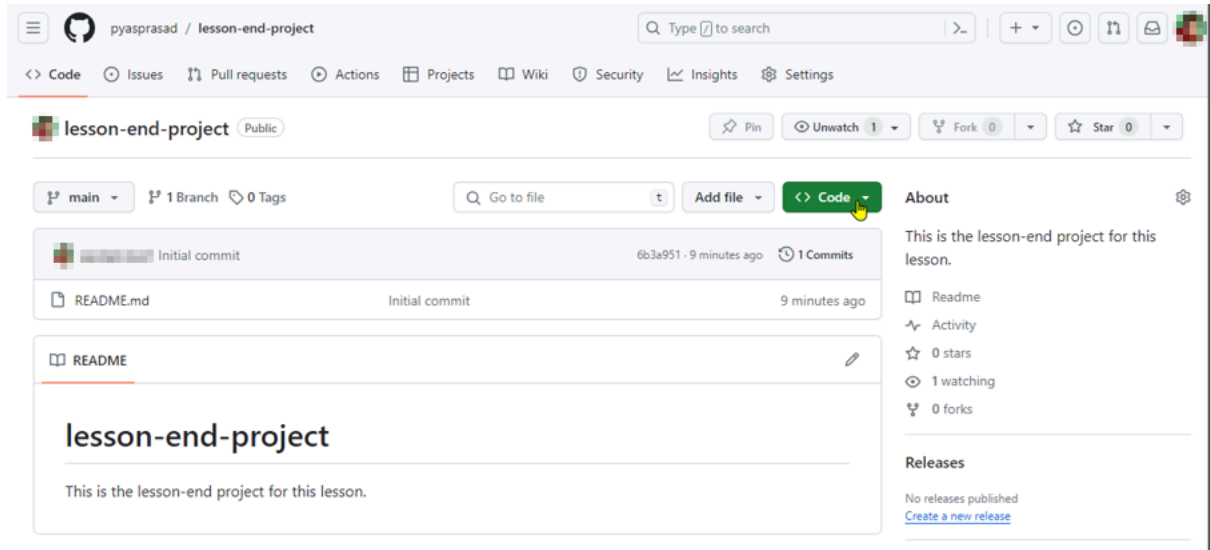 pyasprasad / lesson-end-project
Type / to search
Code Issues Pull requests Actions Projects Wiki Security Insights Settings
lesson-end-project Public
Pin Unwatch 1 Fork 0 Star 0
main 1 Branch 0 Tags Go to file t Add file <> Code
Initial commit 6b3a951 · 9 minutes ago 1 Commits
README.md Initial commit 9 minutes ago
README
lesson-end-project
This is the lesson-end project for this lesson.
About
This is the lesson-end project for this
lesson.
Readme
Activity
0 stars
1 watching
0 forks
Releases
No releases published
Create a new release